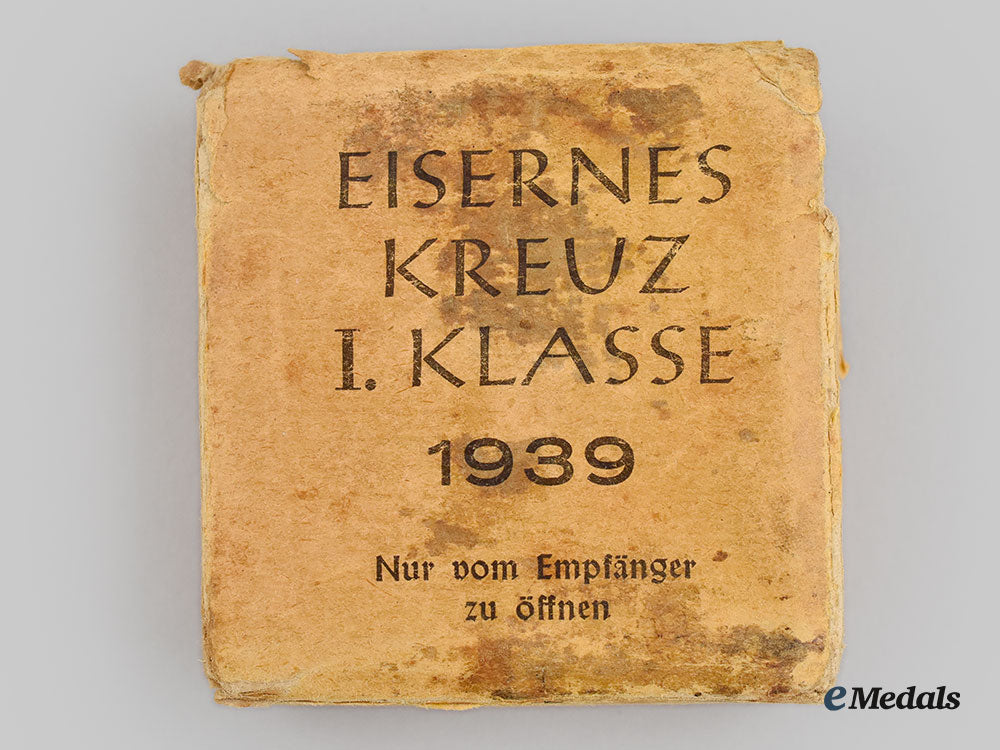 EISERNES
KREUZ
I. KLASSE
1939
Nur vom Empfänger
zu öffnen
eMedals